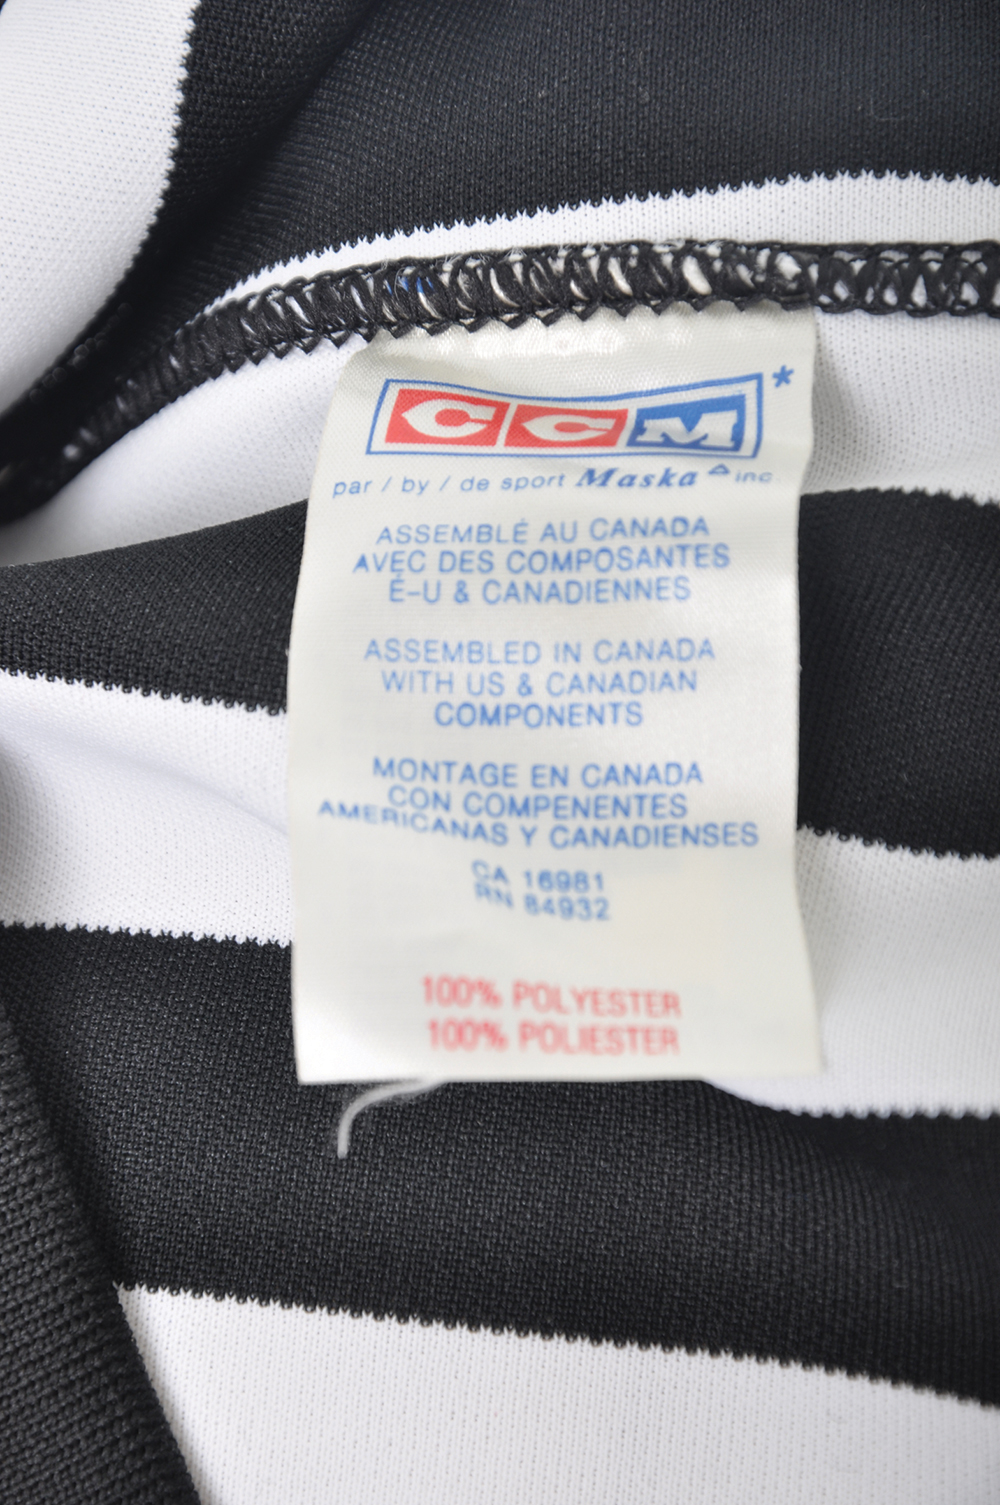 CCM*
par / by / de sport Maska inc.
ASSEMBLÉ AU CANADA
AVEC DES COMPOSANTES
É-U & CANADIENNES
ASSEMBLED IN CANADA
WITH US & CANADIAN
COMPONENTS
MONTAGE EN CANADA
CON COMPENENTES
AMERICANAS Y CANADIENSES
CA 16981
RN 84932
100% POLYESTER
100% POLIESTER